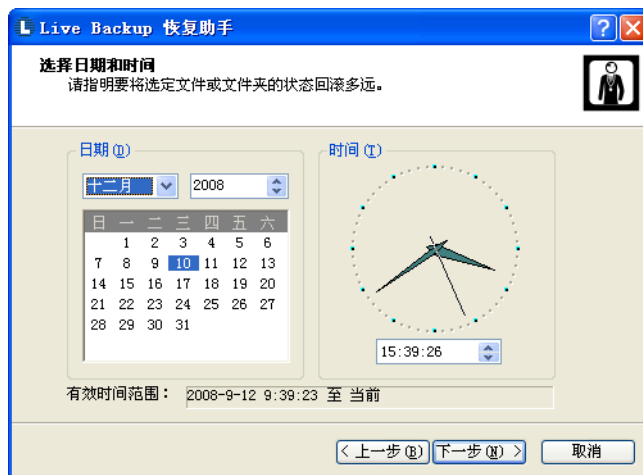 Live Backup 恢复助手
选择日期和时间
请指明要将选定文件或文件夹的状态回滚多远。
日期(D)
十二月 2008
日 一 二 三 四 五 六
1 2 3 4 5 6
7 8 9 10 11 12 13
14 15 16 17 18 19 20
21 22 23 24 25 26 27
28 29 30 31
时间(T)
15:39:26
有效时间范围: 2008-9-12 9:39:23 至 当前
< 上一步(B) 下一步(N) > 取消